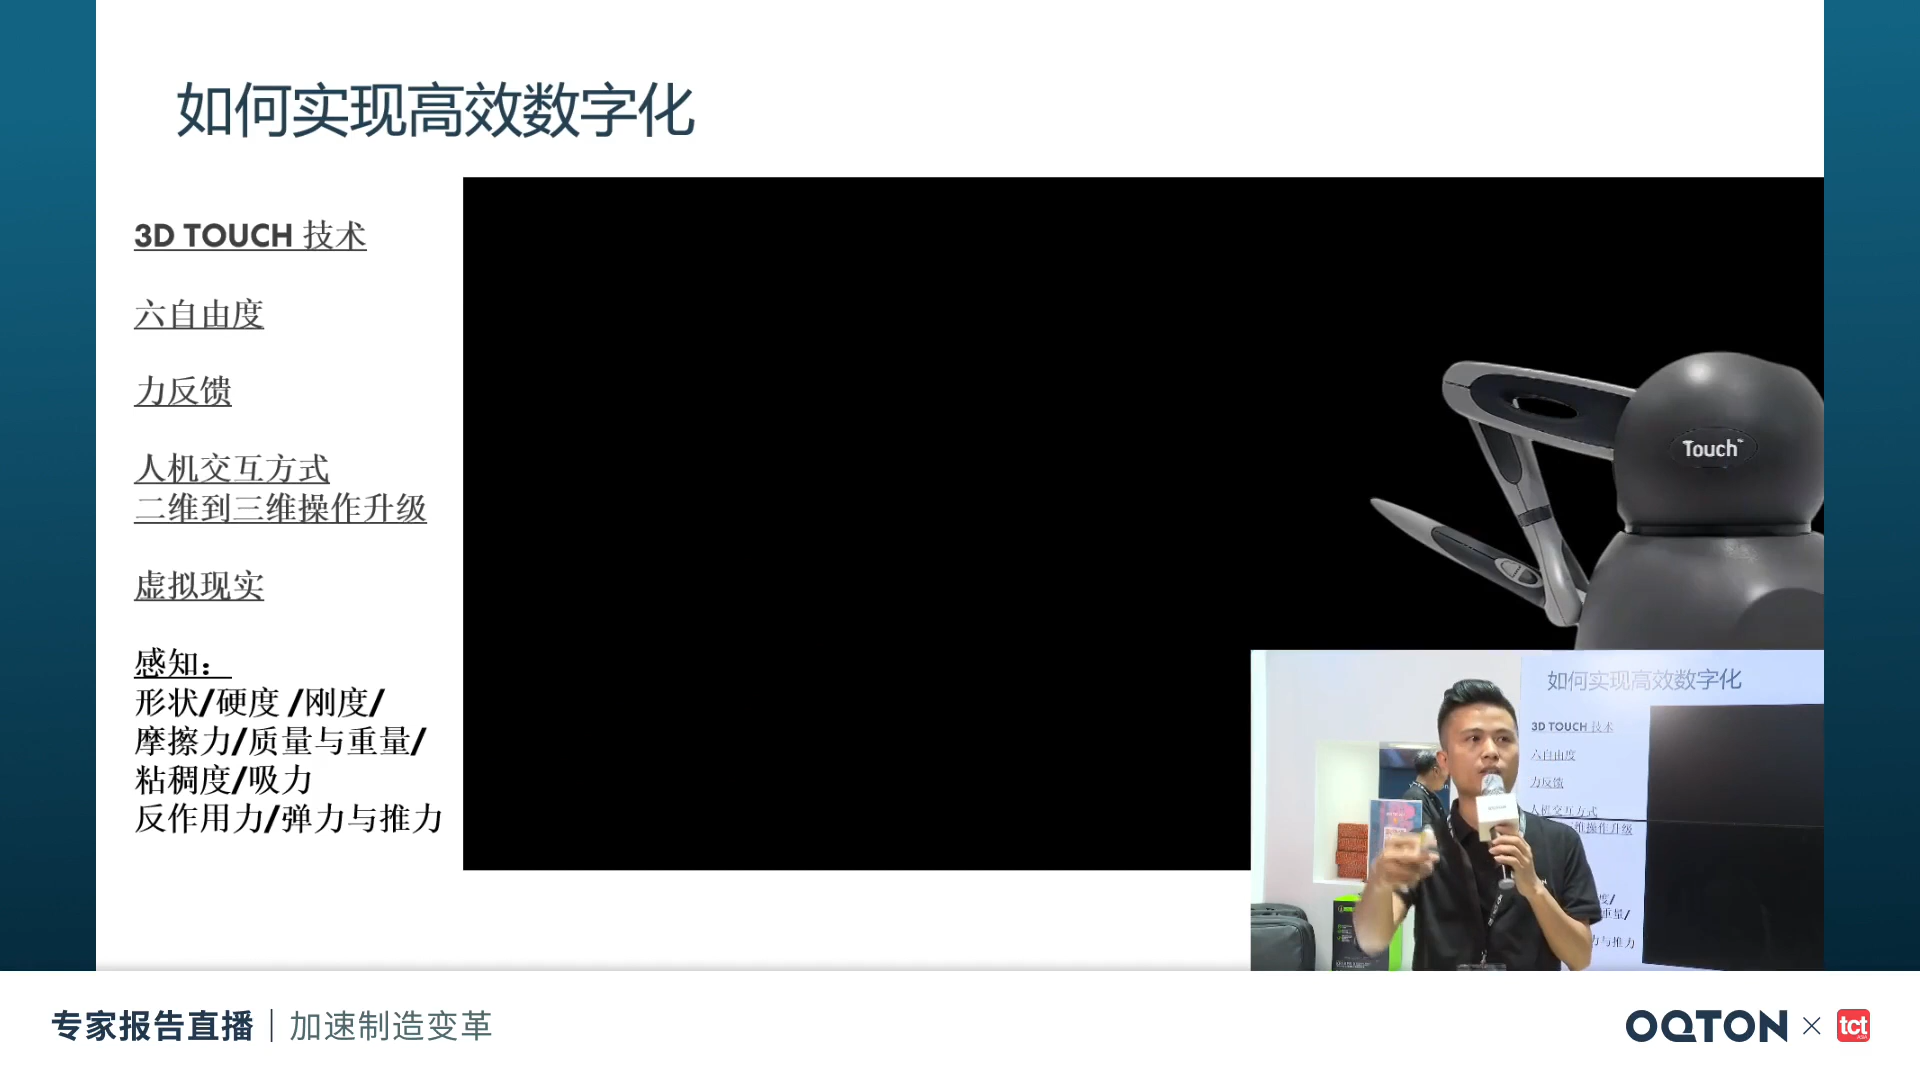 如何实现高效数字化
3D TOUCH 技术
六自由度
力反馈
人机交互方式
二维到三维操作升级
虚拟现实
感知：
形状/硬度 /刚度/
摩擦力/质量与重量/
粘稠度/吸力
反作用力/弹力与推力
Touch™
如何实现高效数字化
3D TOUCH 技术
六自由度
力反馈
人机交互方式
维操作升级
度/
重量/
与推力
专家报告直播 | 加速制造变革
OQTON × tct